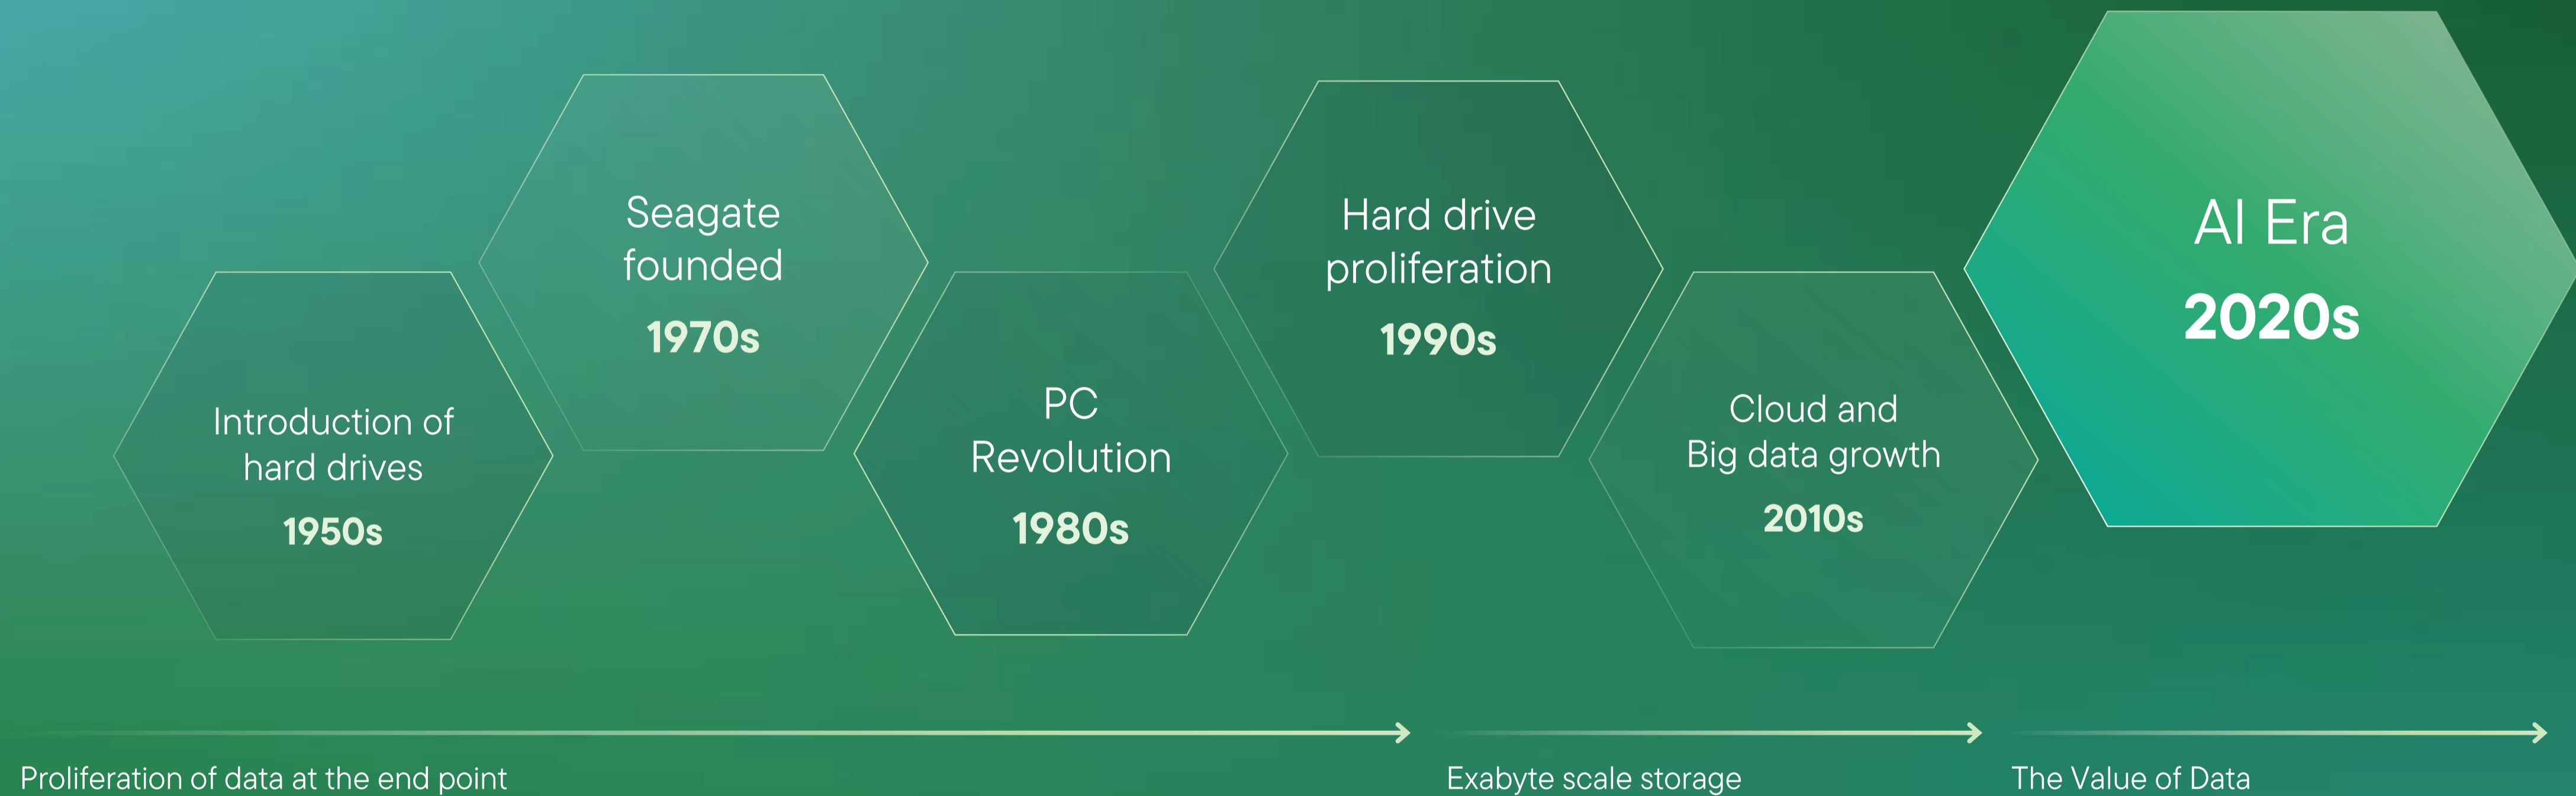 Introduction of
hard drives
1950s
Seagate
founded
1970s
PC
Revolution
1980s
Hard drive
proliferation
1990s
Cloud and
Big data growth
2010s
AI Era
2020s
Proliferation of data at the end point
Exabyte scale storage
The Value of Data